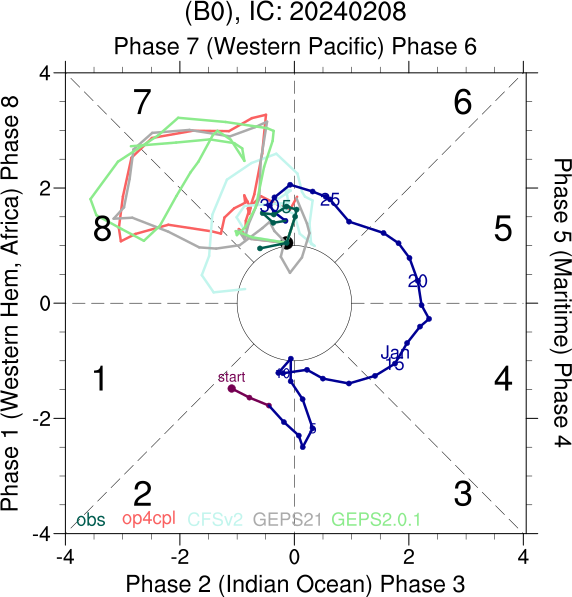 (B0), IC: 20240208
Phase 7 (Western Pacific) Phase 6
Phase 1 (Western Hem, Africa) Phase 8
Phase 5 (Maritime) Phase 4
4
2
0
-2
-4
7
6
8
5
1
4
2
3
30
5
25
20
Jan
15
10
start
5
obs
op4cpl
CFSv2
GEPS21
GEPS2.0.1
-4
-2
0
2
4
Phase 2 (Indian Ocean) Phase 3